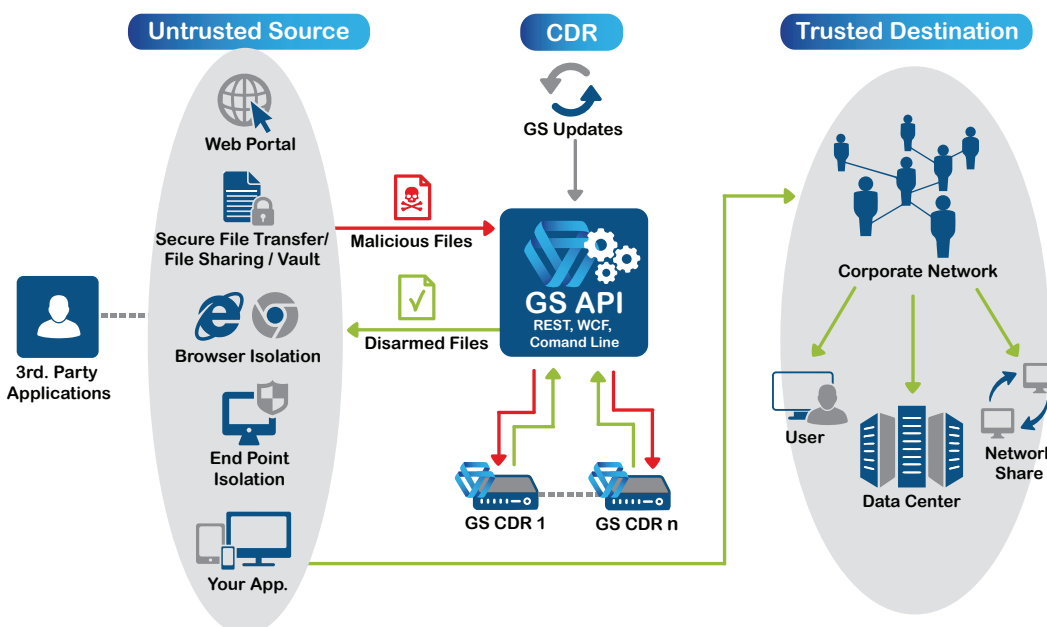 Untrusted Source
CDR
Trusted Destination
Web Portal
Secure File Transfer/
File Sharing / Vault
Browser Isolation
End Point
Isolation
Your App.
3rd. Party
Applications
Malicious Files
Disarmed Files
GS Updates
GS API
REST, WCF,
Comand Line
GS CDR 1
GS CDR n
Corporate Network
User
Data Center
Network
Share